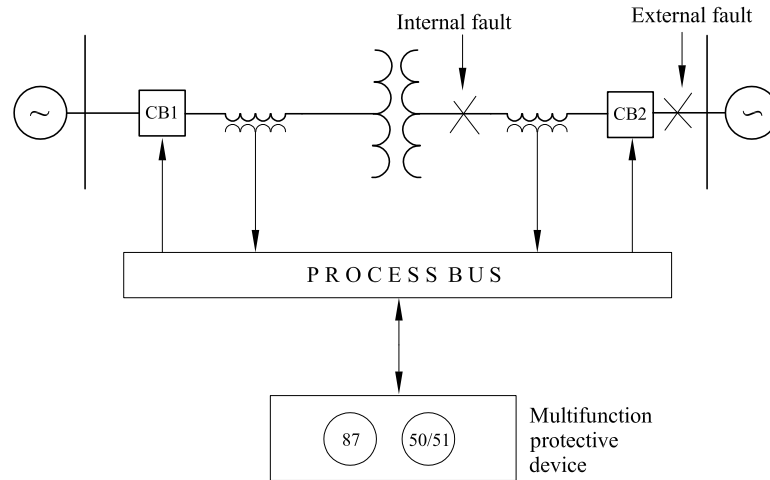 Internal fault
External fault
CB1
CB2
PROCESS BUS
87
50/51
Multifunction
protective
device